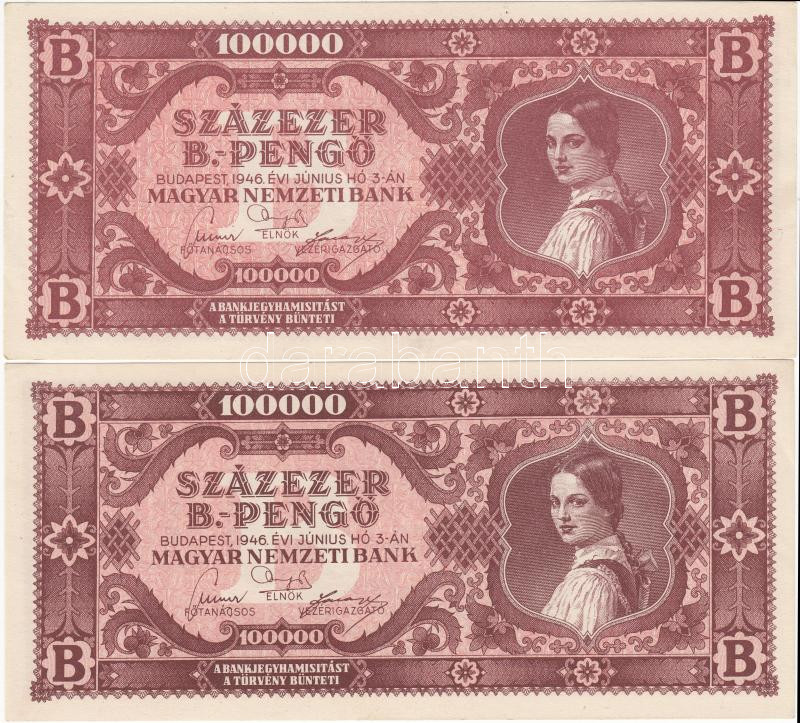 B 100000 B
SZÁZEZER
B.-PENGŐ
BUDAPEST, 1946. ÉVI JÚNIUS HÓ 3-ÁN
MAGYAR NEMZETI BANK
ELNÖK
FŐTANÁCSOS VEZÉRIGAZGATÓ
100000
B B
A BANKJEGYHAMISITÁST
A TÖRVÉNY BÜNTETI
darabanth
B 100000 B
SZÁZEZER
B.-PENGŐ
BUDAPEST, 1946. ÉVI JÚNIUS HÓ 3-ÁN
MAGYAR NEMZETI BANK
ELNÖK
FŐTANÁCSOS VEZÉRIGAZGATÓ
100000
B B
A BANKJEGYHAMISITÁST
A TÖRVÉNY BÜNTETI